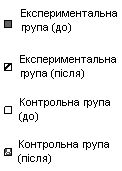 Експериментальна
група (до)
Експериментальна
група (після)
Контрольна група
(до)
Контрольна група
(після)